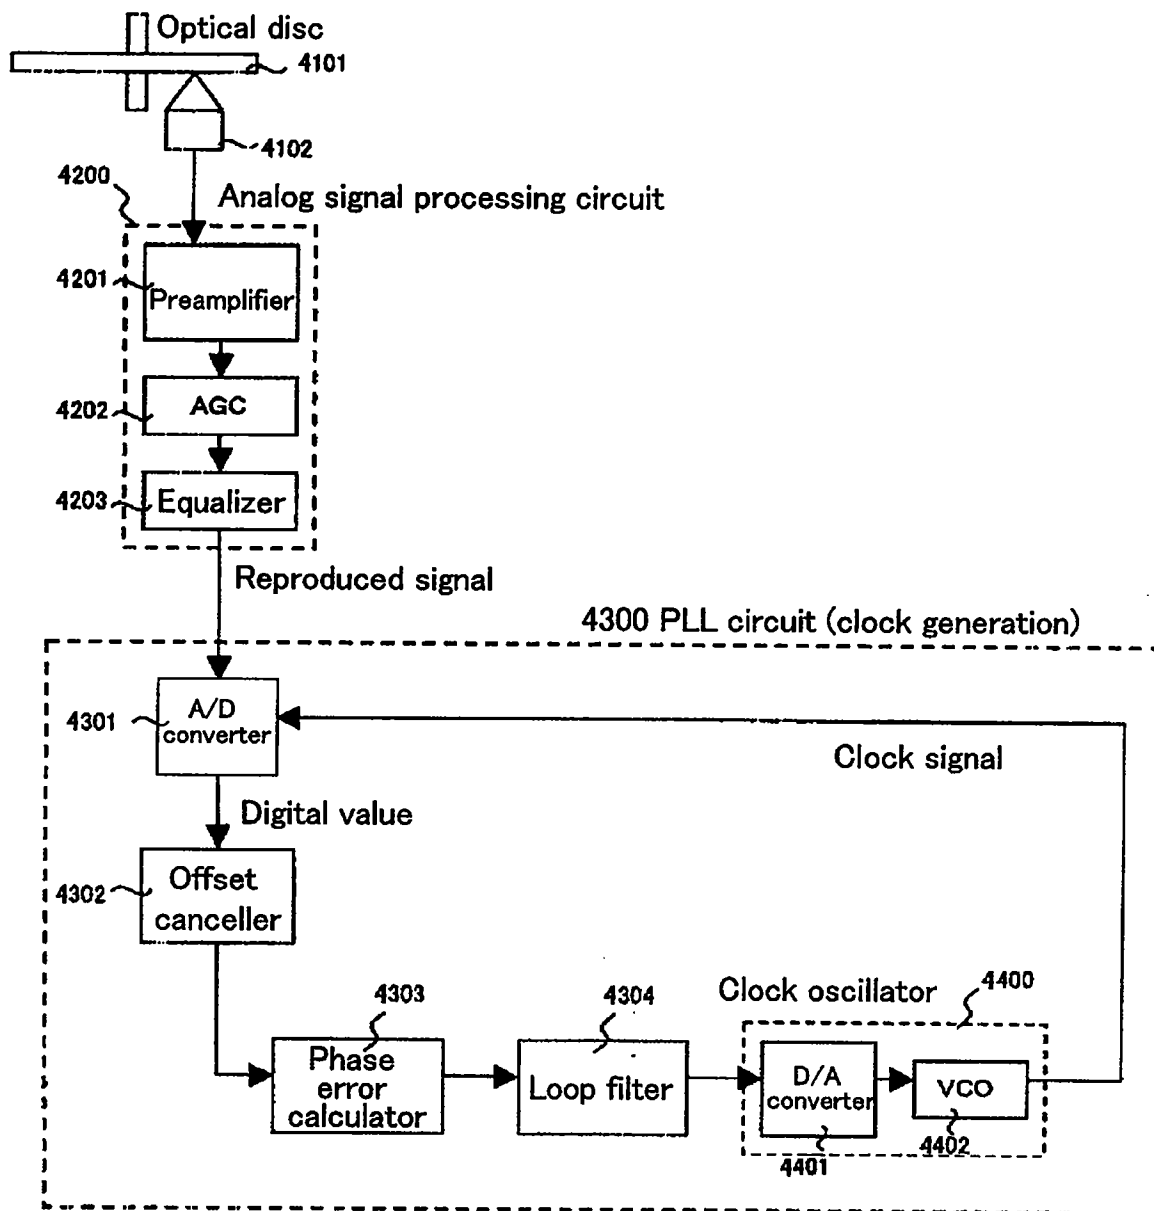 Optical disc
4101
4102
4200
Analog signal processing circuit
4201
Preamplifier
4202
AGC
4203
Equalizer
Reproduced signal
4300 PLL circuit (clock generation)
4301
A/D
converter
Clock signal
Digital value
4302
Offset
canceller
4303
4304
Clock oscillator
4400
Phase
error
calculator
Loop filter
D/A
converter
VCO
4401
4402